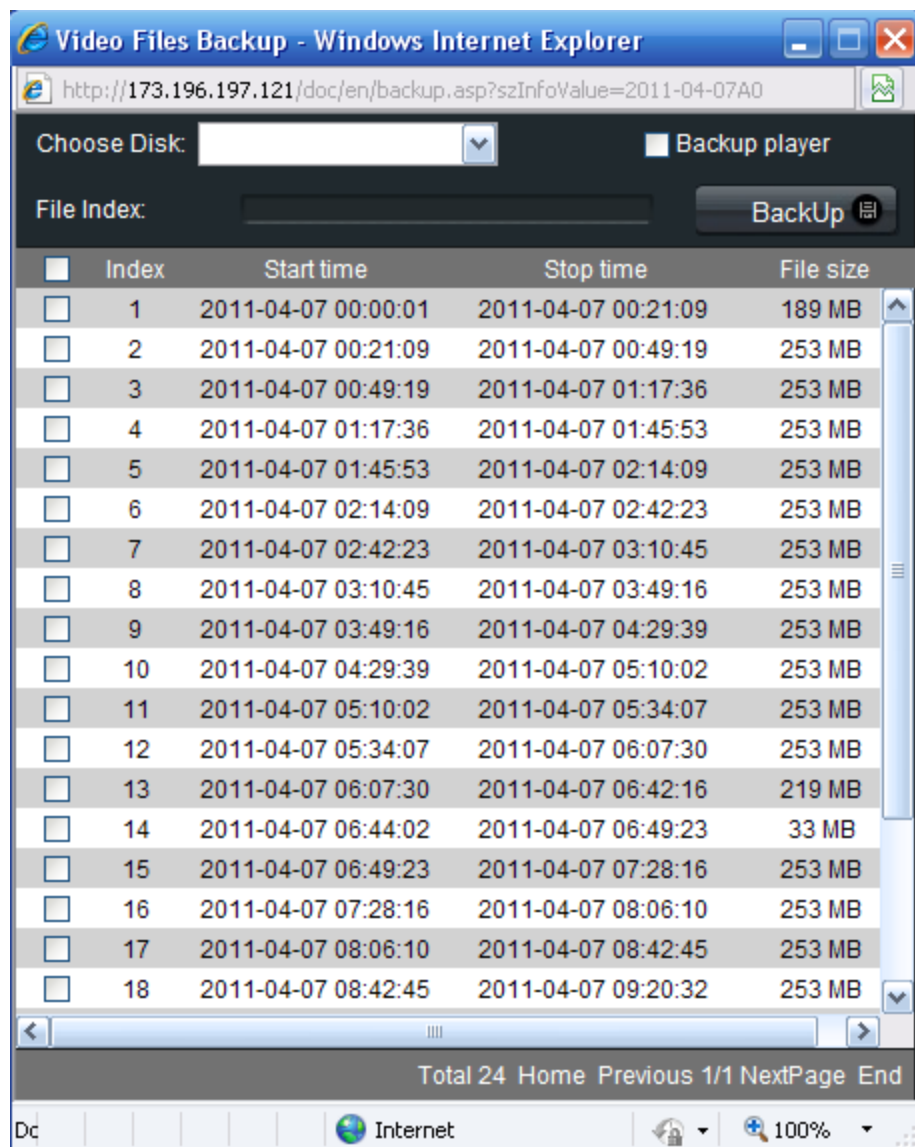 Video Files Backup - Windows Internet Explorer
http://173.196.197.121/doc/en/backup.asp?szInfoValue=2011-04-07A0
Choose Disk: Backup player
File Index: BackUp
Index Start time Stop time File size
1 2011-04-07 00:00:01 2011-04-07 00:21:09 189 MB
2 2011-04-07 00:21:09 2011-04-07 00:49:19 253 MB
3 2011-04-07 00:49:19 2011-04-07 01:17:36 253 MB
4 2011-04-07 01:17:36 2011-04-07 01:45:53 253 MB
5 2011-04-07 01:45:53 2011-04-07 02:14:09 253 MB
6 2011-04-07 02:14:09 2011-04-07 02:42:23 253 MB
7 2011-04-07 02:42:23 2011-04-07 03:10:45 253 MB
8 2011-04-07 03:10:45 2011-04-07 03:49:16 253 MB
9 2011-04-07 03:49:16 2011-04-07 04:29:39 253 MB
10 2011-04-07 04:29:39 2011-04-07 05:10:02 253 MB
11 2011-04-07 05:10:02 2011-04-07 05:34:07 253 MB
12 2011-04-07 05:34:07 2011-04-07 06:07:30 253 MB
13 2011-04-07 06:07:30 2011-04-07 06:42:16 219 MB
14 2011-04-07 06:44:02 2011-04-07 06:49:23 33 MB
15 2011-04-07 06:49:23 2011-04-07 07:28:16 253 MB
16 2011-04-07 07:28:16 2011-04-07 08:06:10 253 MB
17 2011-04-07 08:06:10 2011-04-07 08:42:45 253 MB
18 2011-04-07 08:42:45 2011-04-07 09:20:32 253 MB
Total 24 Home Previous 1/1 NextPage End
Do Internet 100%